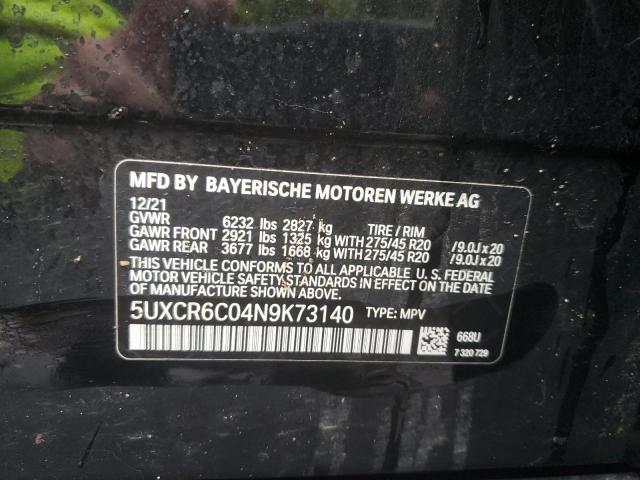 MFD BY BAYERISCHE MOTOREN WERKE AG
12/21
GVWR 6232 lbs 2827 kg TIRE / RIM
GAWR FRONT 2921 lbs 1325 kg WITH 275/45 R20 /9.0J x 20
GAWR REAR 3677 lbs 1668 kg WITH 275/45 R20 /9.0J x 20
THIS VEHICLE CONFORMS TO ALL APPLICABLE U. S. FEDERAL
MOTOR VEHICLE SAFETY STANDARDS IN EFFECT ON THE DATE
OF MANUFACTURE SHOWN ABOVE.
5UXCR6C04N9K73140 TYPE: MPV
668U
7 320 729